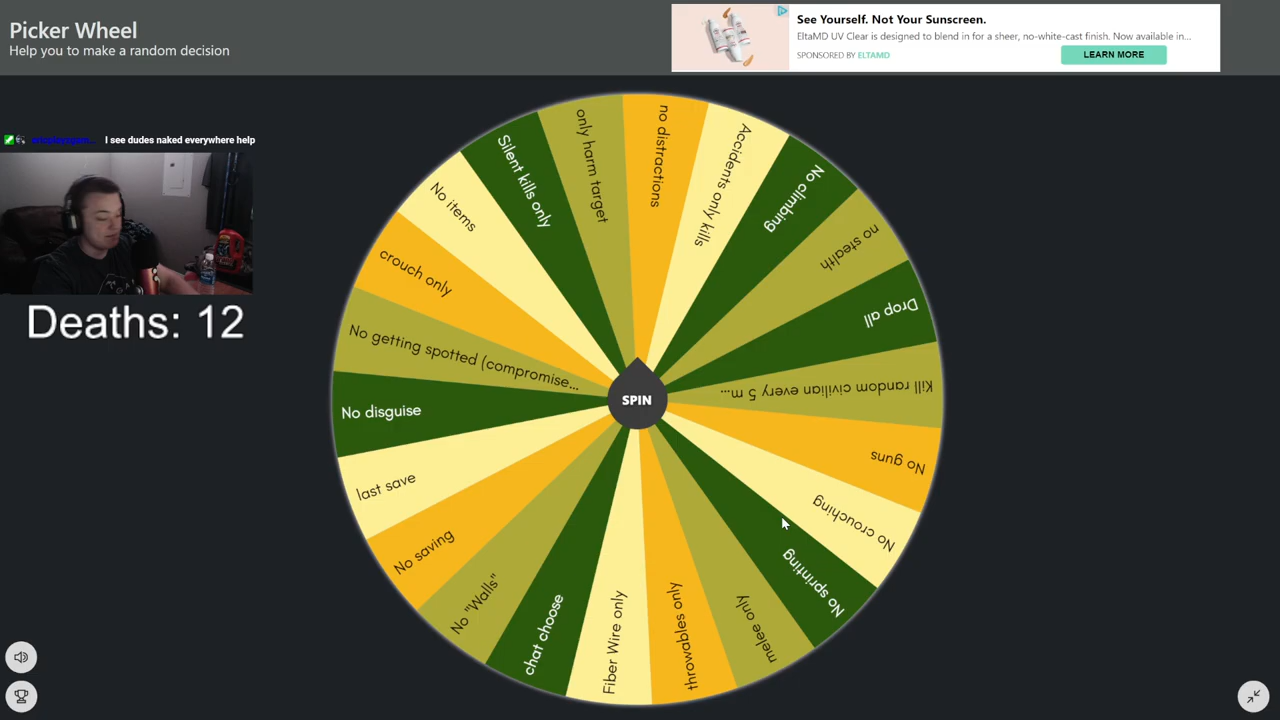 Picker Wheel
Help you to make a random decision
See Yourself. Not Your Sunscreen.
EltaMD UV Clear is designed to blend in for a sheer, no-white-cast finish. Now available in...
SPONSORED BY ELTAMD
LEARN MORE
I see dudes naked everywhere help
Deaths: 12
no distractions
Accidents only kills
No climbing
no stealth
Drop all
Kill random civilian every 5 m...
No guns
No crouching
No sprinting
melee only
throwables only
Fiber Wire only
chat choose
No "Walls"
No saving
last save
No disguise
No getting spotted (compromise...
crouch only
No items
Silent kills only
only harm target
SPIN